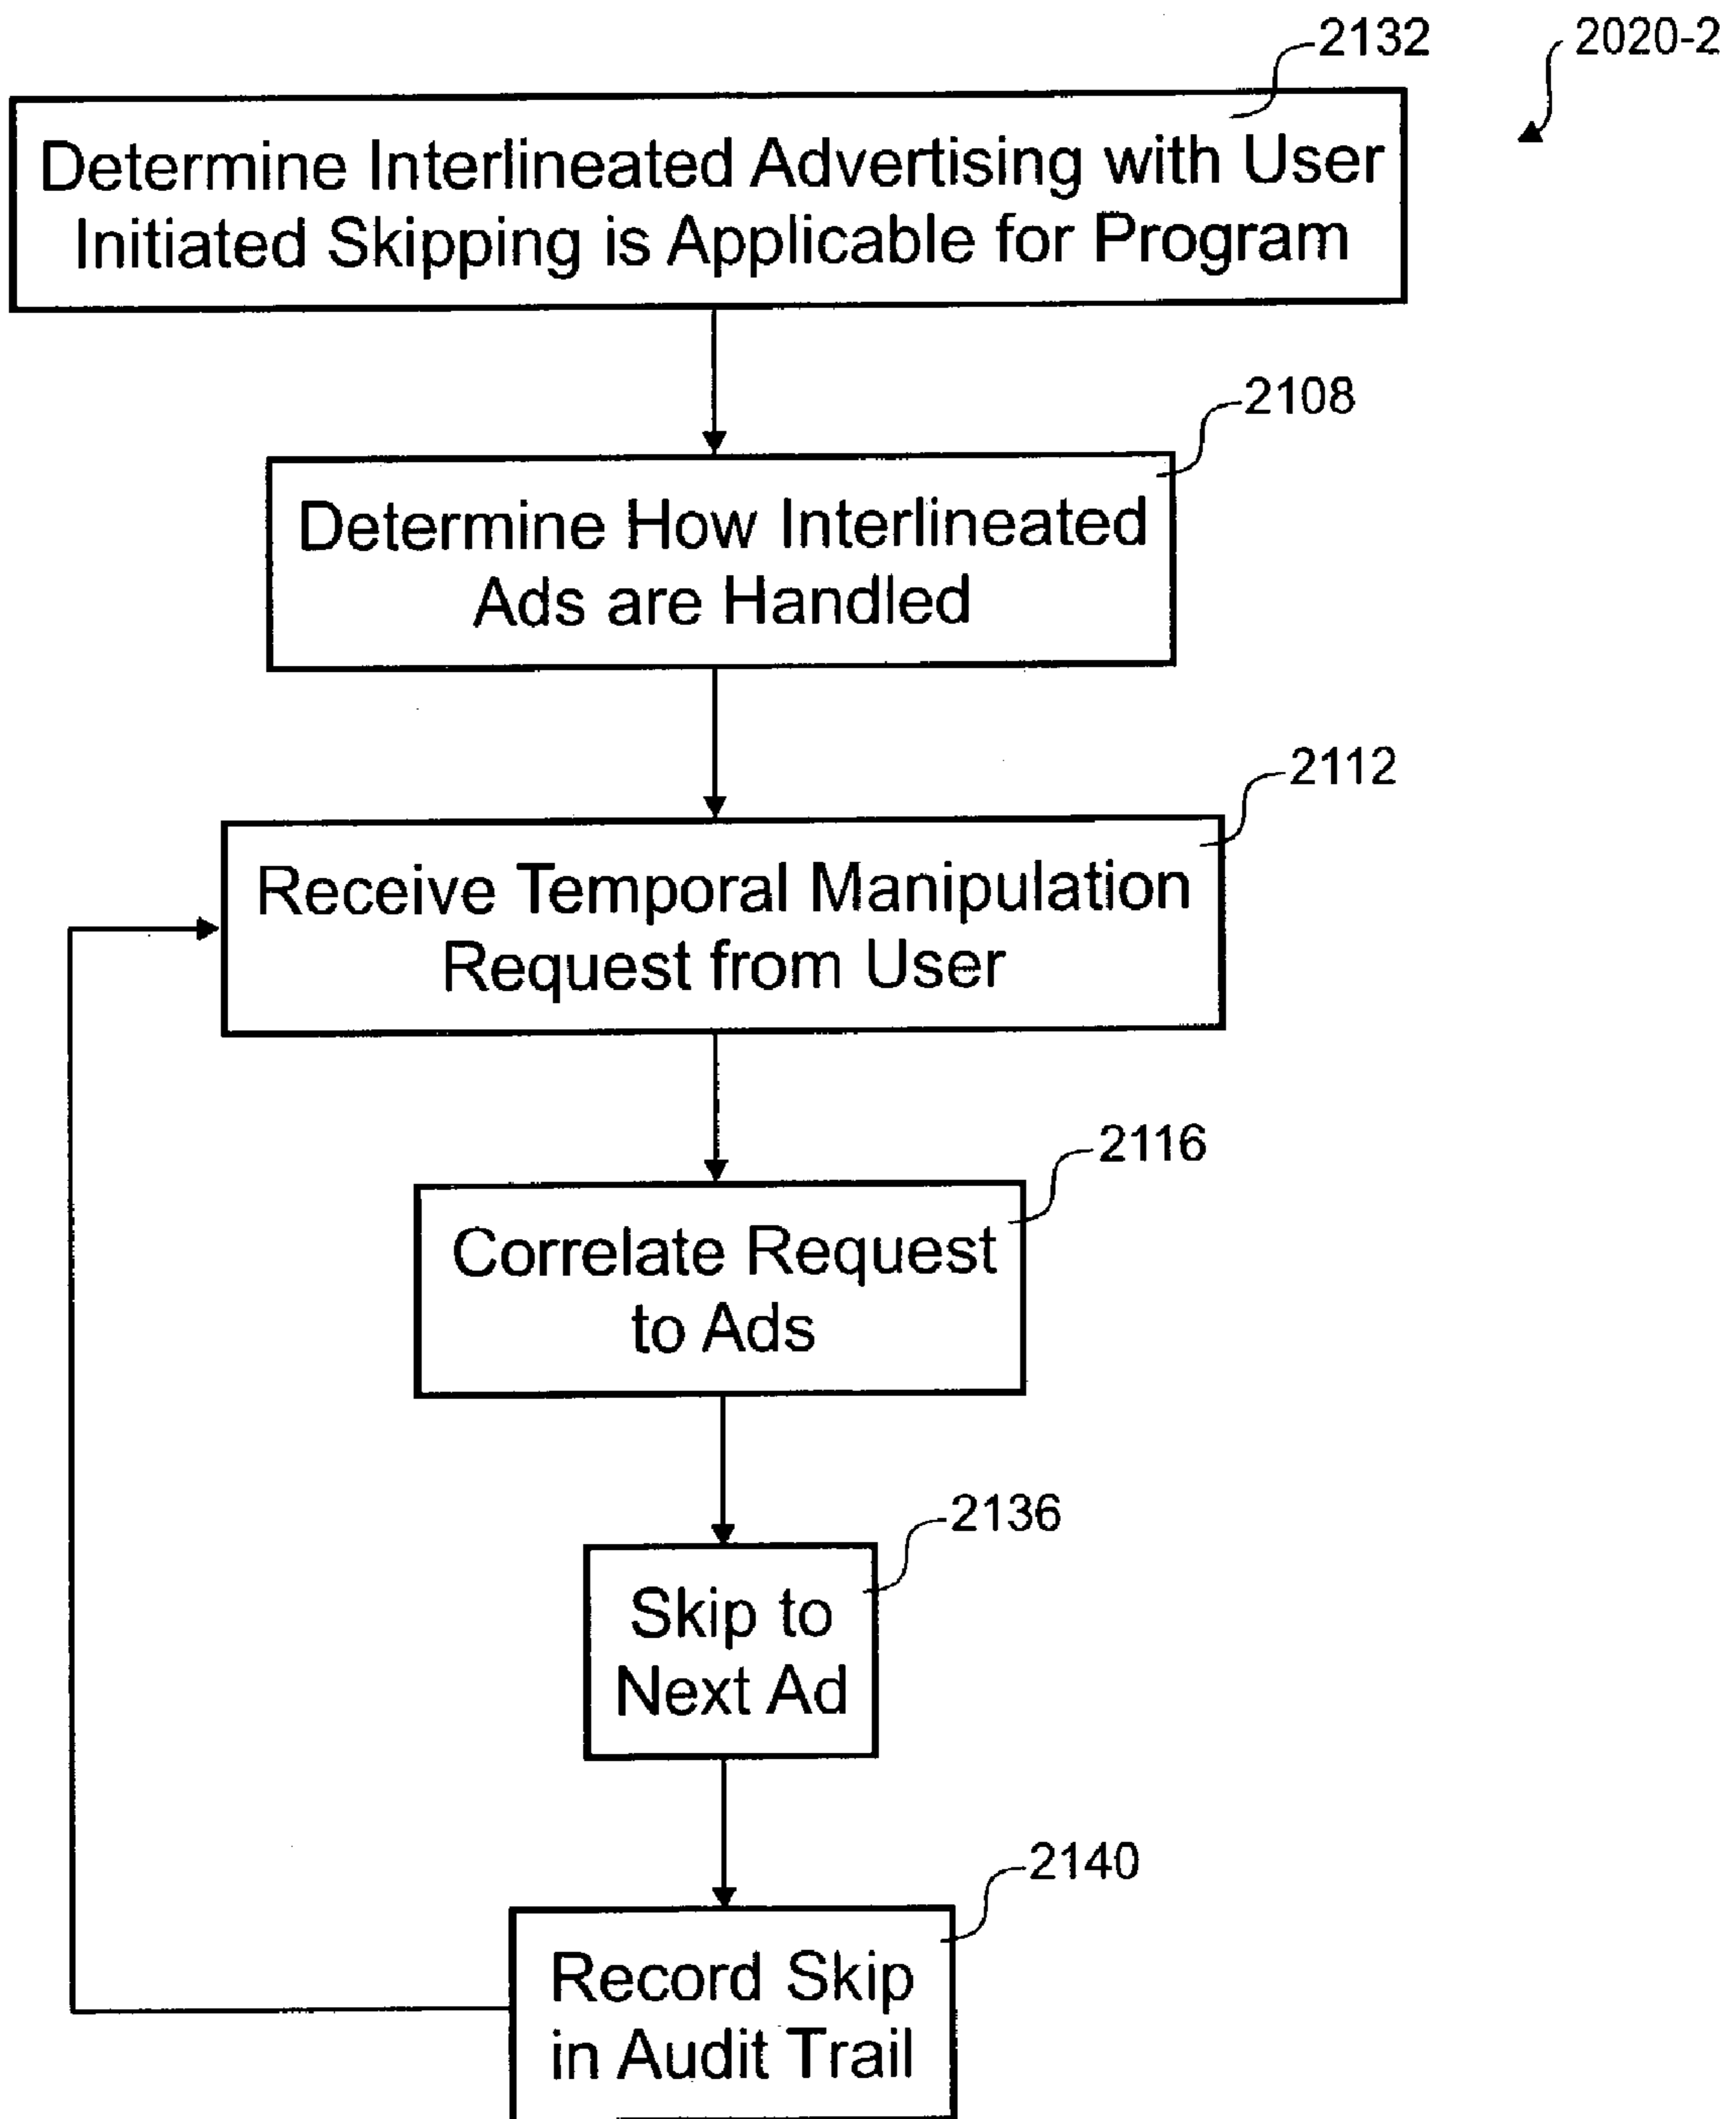 2132
2020-2
Determine Interlineated Advertising with User
Initiated Skipping is Applicable for Program
2108
Determine How Interlineated
Ads are Handled
2112
Receive Temporal Manipulation
Request from User
2116
Correlate Request
to Ads
2136
Skip to
Next Ad
2140
Record Skip
in Audit Trail